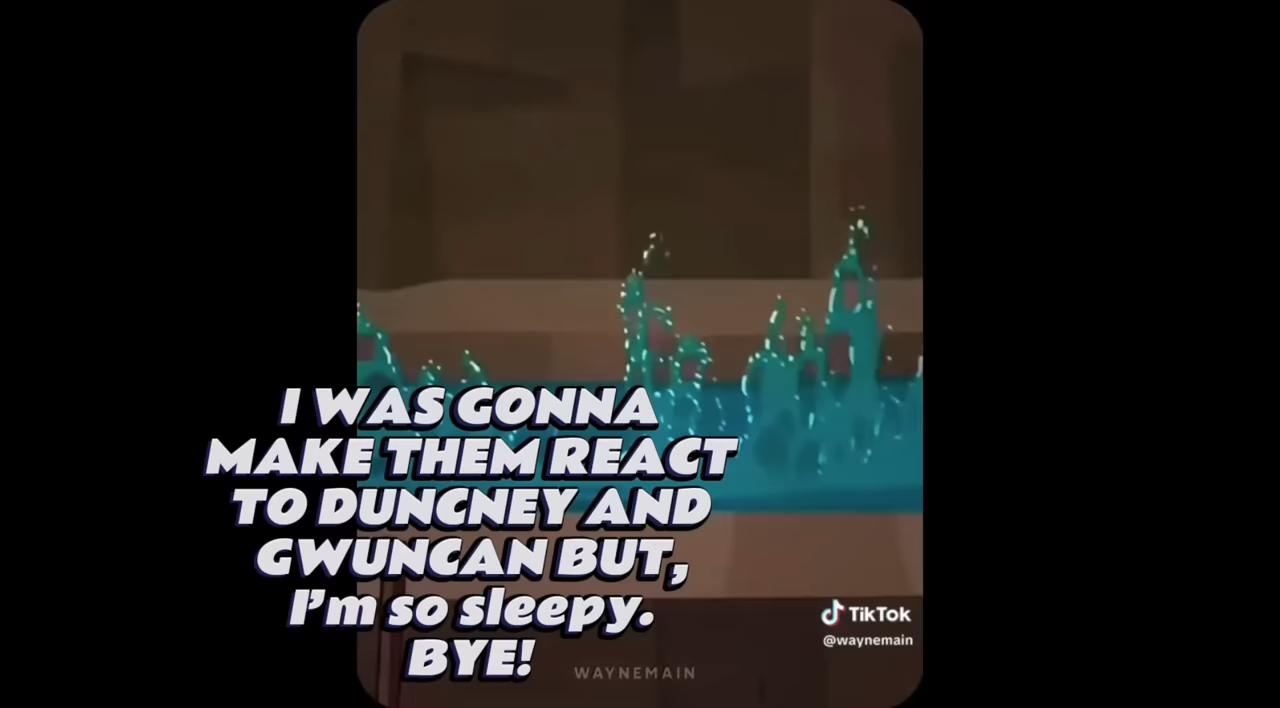 I WAS GONNA
MAKE THEM REACT
TO DUNCNEY AND
GWUNCAN BUT,
I'm so sleepy.
BYE!
TikTok
@waynemain
WAYNEMAIN